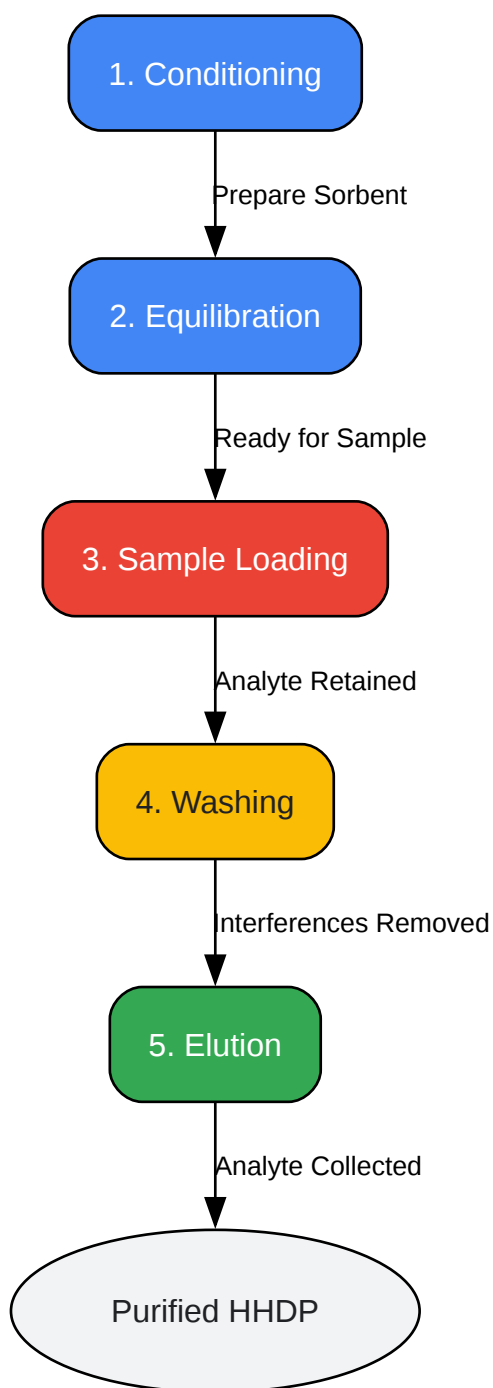 1. Conditioning
Prepare Sorbent
2. Equilibration
Ready for Sample
3. Sample Loading
Analyte Retained
4. Washing
Interferences Removed
5. Elution
Analyte Collected
Purified HHDP